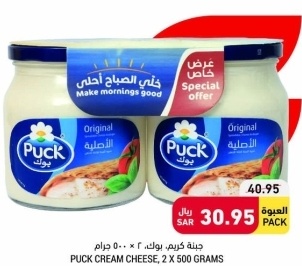 خلّي الصباح أحلى
Make mornings good
عرض
خاص
Special
offer
Original
الأصلية
Puck
بوك
Original
الأصلية
Puck
بوك
40.95
ريال
SAR
30.95
العبوة
PACK
جبنة كريم، بوك، ٢ × ٥٠٠ جرام
PUCK CREAM CHEESE, 2 X 500 GRAMS